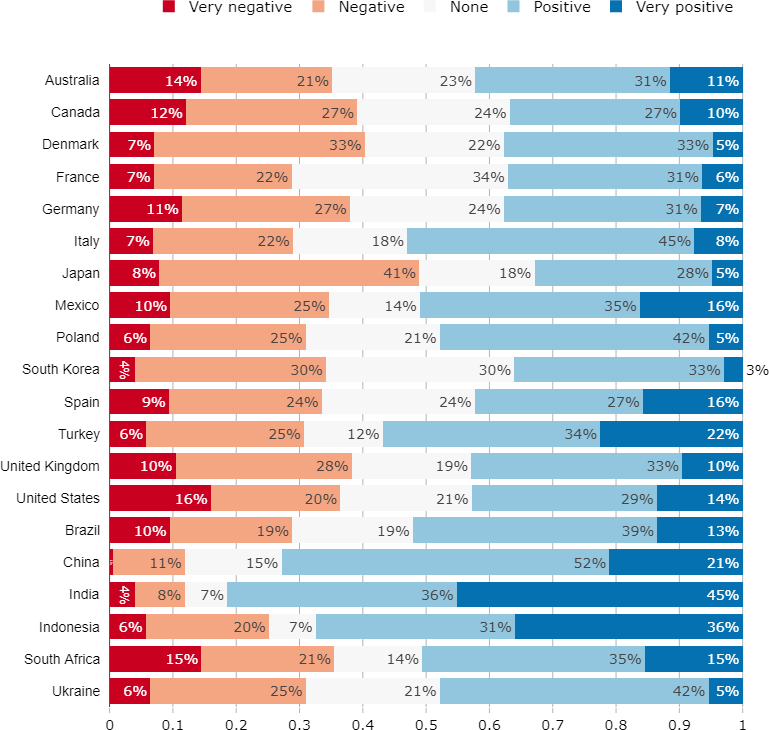 Very negative Negative None Positive Very positive
Australia 14% 21% 23% 31% 11%
Canada 12% 27% 24% 27% 10%
Denmark 7% 33% 22% 33% 5%
France 7% 22% 34% 31% 6%
Germany 11% 27% 24% 31% 7%
Italy 7% 22% 18% 45% 8%
Japan 8% 41% 18% 28% 5%
Mexico 10% 25% 14% 35% 16%
Poland 6% 25% 21% 42% 5%
South Korea 4% 30% 30% 33% 3%
Spain 9% 24% 24% 27% 16%
Turkey 6% 25% 12% 34% 22%
United Kingdom 10% 28% 19% 33% 10%
United States 16% 20% 21% 29% 14%
Brazil 10% 19% 19% 39% 13%
China 11% 15% 52% 21%
India 4% 8% 7% 36% 45%
Indonesia 6% 20% 7% 31% 36%
South Africa 15% 21% 14% 35% 15%
Ukraine 6% 25% 21% 42% 5%
0 0.1 0.2 0.3 0.4 0.5 0.6 0.7 0.8 0.9 1